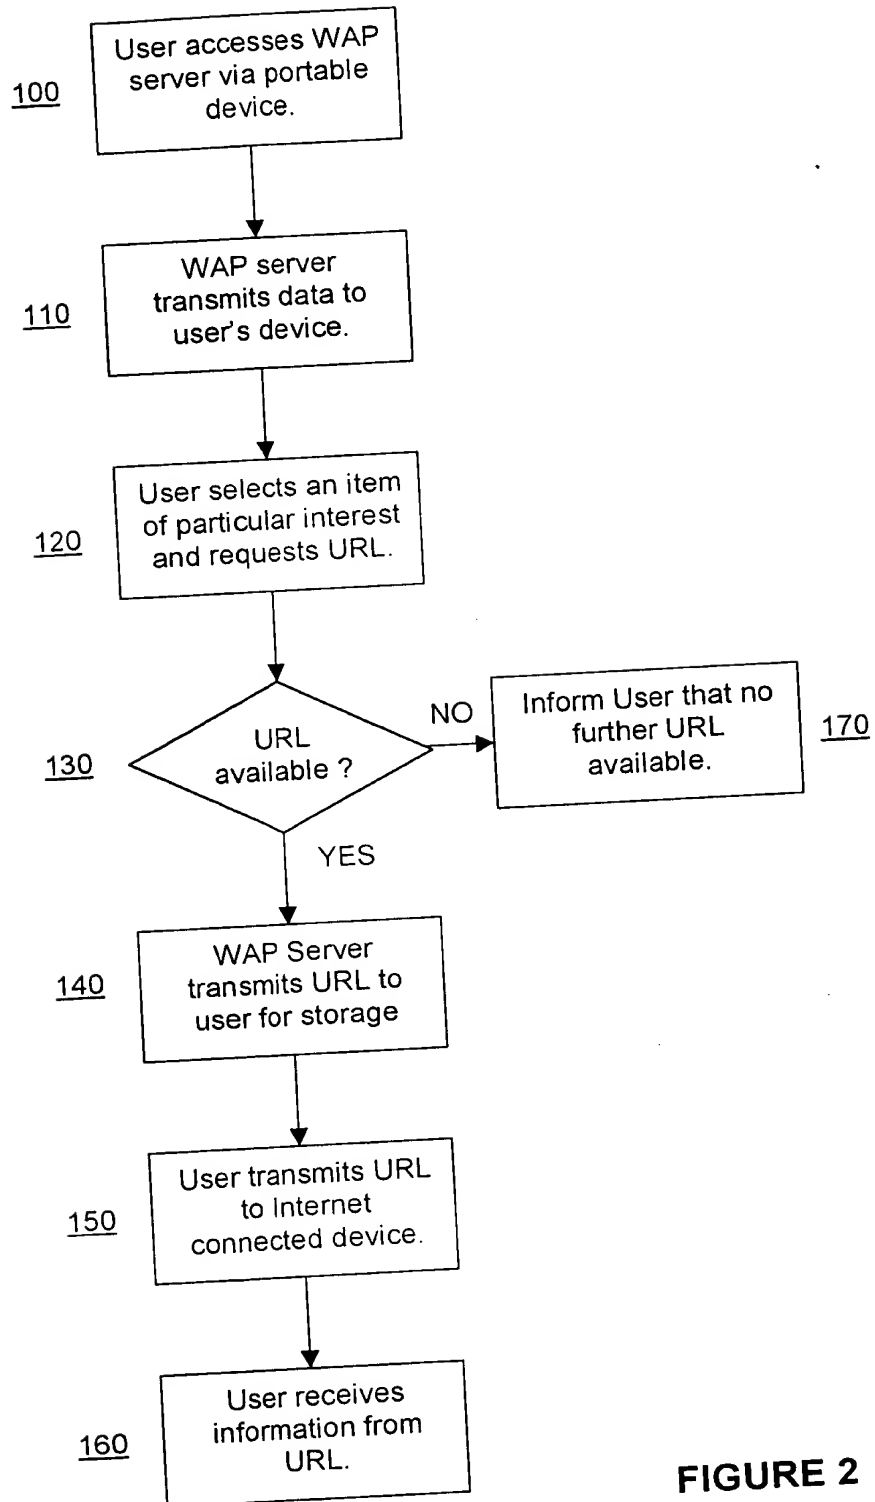 100
User accesses WAP
server via portable
device.
110
WAP server
transmits data to
user's device.
120
User selects an item
of particular interest
and requests URL.
130
URL
available ?
NO
Inform User that no
further URL
available.
170
YES
140
WAP Server
transmits URL to
user for storage
150
User transmits URL
to Internet
connected device.
160
User receives
information from
URL.
FIGURE 2